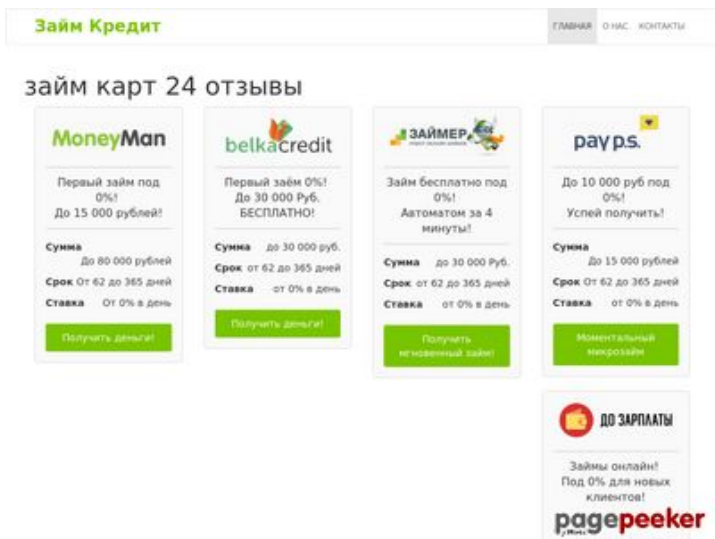 Займ Кредит
ГЛАВНАЯ О НАС КОНТАКТЫ
займ карт 24 отзывы
MoneyMan
Первый займ под
0%!
До 15 000 рублей!
Сумма
До 80 000 рублей
Срок От 62 до 365 дней
Ставка От 0% в день
Получить деньги!
belkacredit
Первый заём 0%!
До 30 000 Руб.
БЕСПЛАТНО!
Сумма до 30 000 руб.
Срок от 62 до 365 дней
Ставка от 0% в день
Получить деньги!
ЗАЙМЕР
Займ бесплатно под
0%!
Автоматом за 4
минуты!
Сумма до 30 000 Руб.
Срок от 62 до 365 дней
Ставка от 0% в день
Получить
мгновенный займ!
pay p.s.
До 10 000 руб под
0%!
Успей получить!
Сумма
До 15 000 рублей
Срок От 62 до 365 дней
Ставка от 0% в день
Моментальный
микрозайм
ДО ЗАРПЛАТЫ
Займы онлайн!
Под 0% для новых
клиентов!
pagepeeker